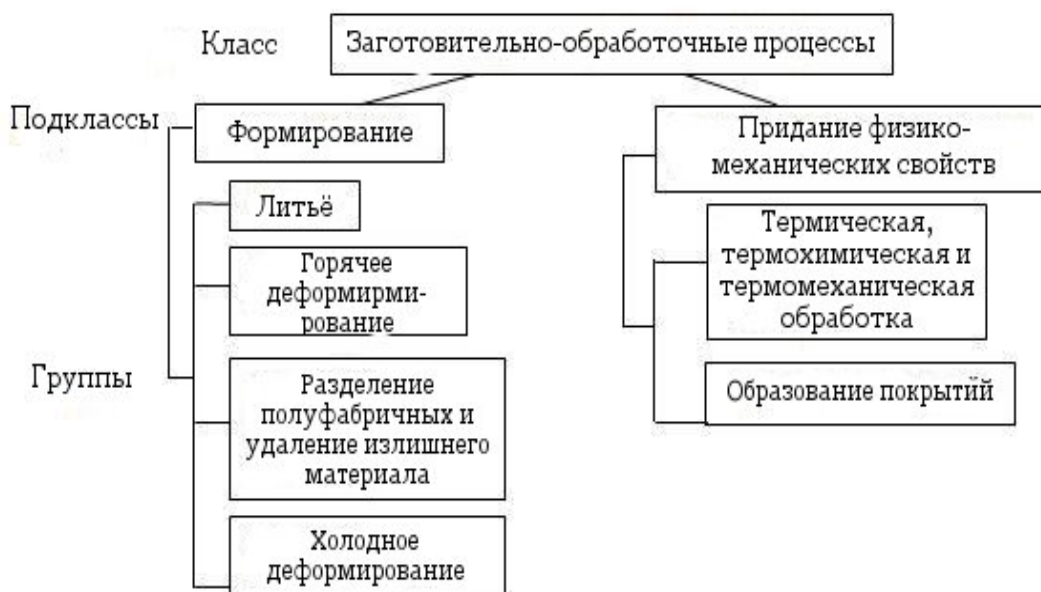 Класс
Заготовительно-обработочные процессы
Подклассы
Формирование
Придание физико-
механических свойств
Литьё
Горячее
деформирми-
рование
Термическая,
термохимическая и
термомеханическая
обработка
Группы
Разделение
полуфабричных и
удаление излишнего
материала
Образование покрытий
Холодное
деформирование